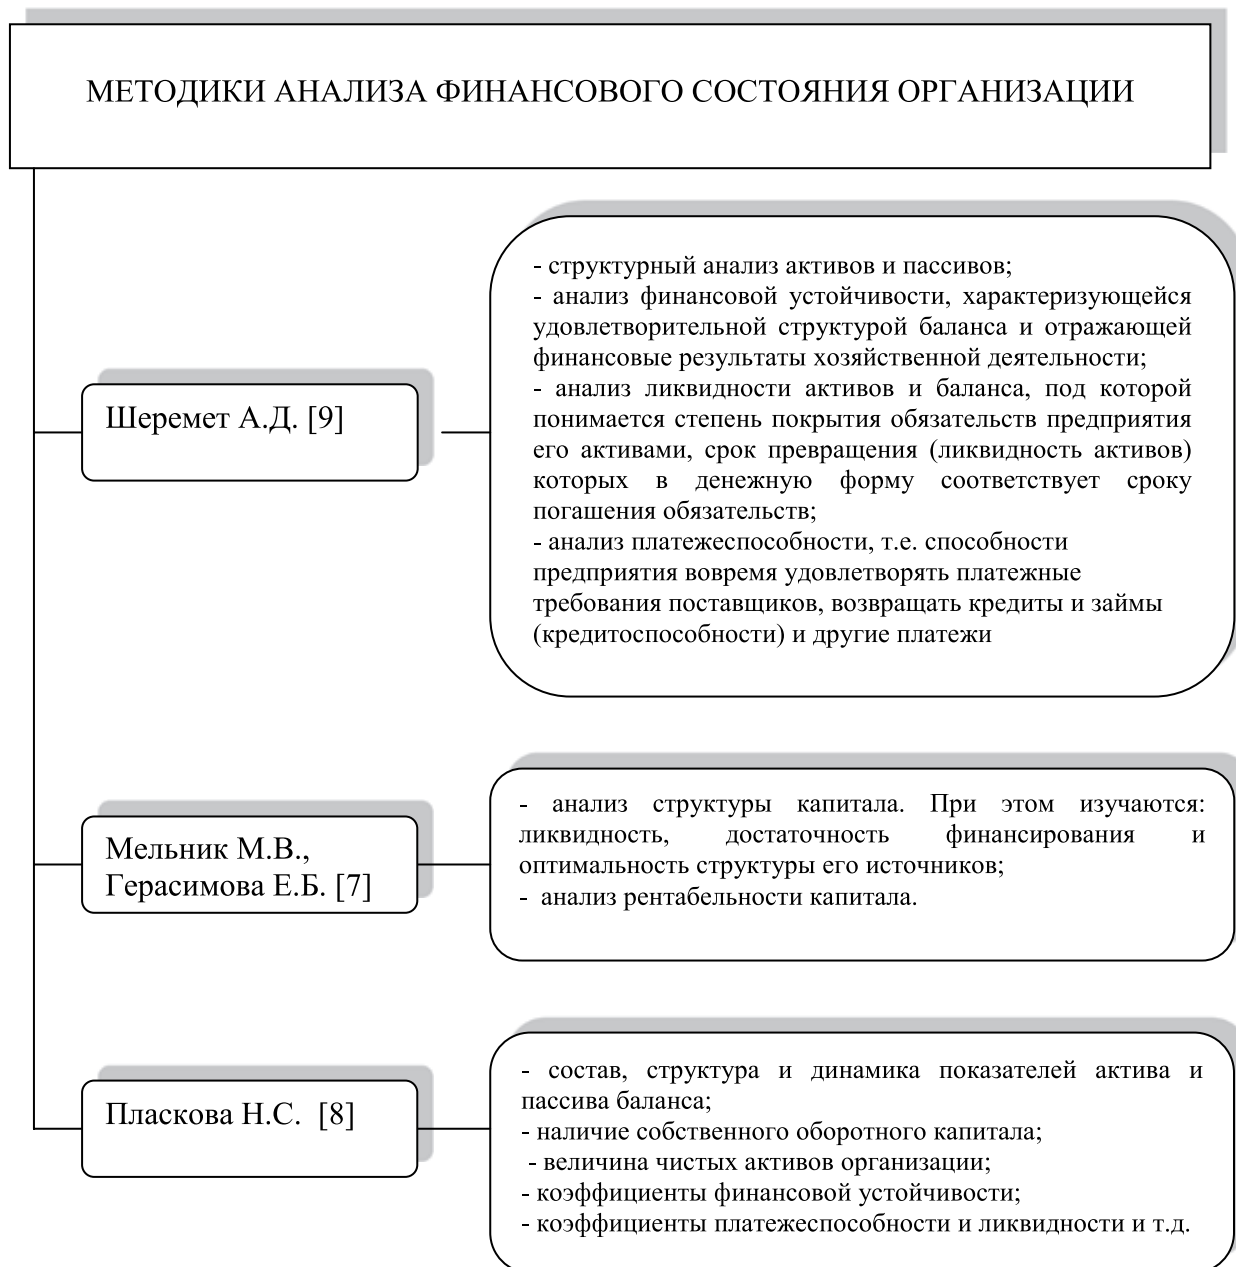 МЕТОДИКИ АНАЛИЗА ФИНАНСОВОГО СОСТОЯНИЯ ОРГАНИЗАЦИИ
Шеремет А.Д. [9]
- структурный анализ активов и пассивов;
- анализ финансовой устойчивости, характеризующейся
удовлетворительной структурой баланса и отражающей
финансовые результаты хозяйственной деятельности;
- анализ ликвидности активов и баланса, под которой
понимается степень покрытия обязательств предприятия
его активами, срок превращения (ликвидность активов)
которых в денежную форму соответствует сроку
погашения обязательств;
- анализ платежеспособности, т.е. способности
предприятия вовремя удовлетворять платежные
требования поставщиков, возвращать кредиты и займы
(кредитоспособности) и другие платежи
Мельник М.В.,
Герасимова Е.Б. [7]
- анализ структуры капитала. При этом изучаются:
ликвидность, достаточность финансирования и
оптимальность структуры его источников;
- анализ рентабельности капитала.
Пласкова Н.С. [8]
- состав, структура и динамика показателей актива и
пассива баланса;
- наличие собственного оборотного капитала;
- величина чистых активов организации;
- коэффициенты финансовой устойчивости;
- коэффициенты платежеспособности и ликвидности и т.д.